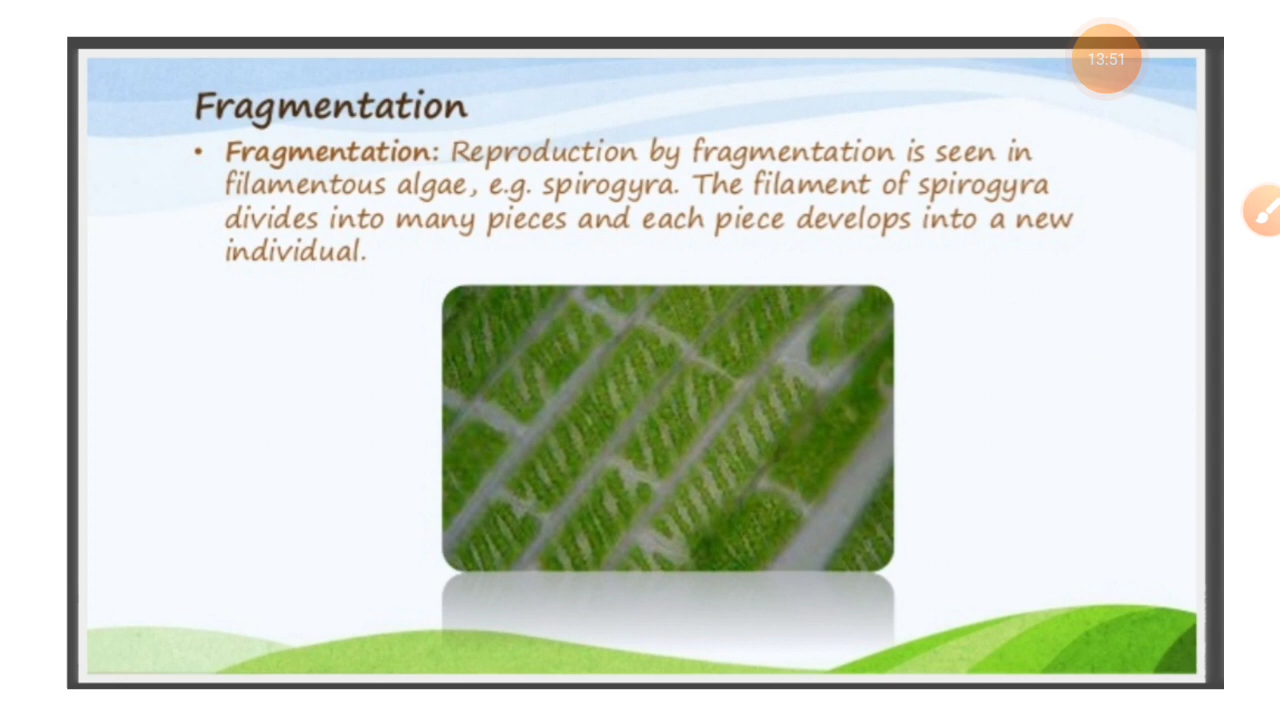 13:51
Fragmentation
• Fragmentation: Reproduction by fragmentation is seen in
filamentous algae, e.g. spirogyra. The filament of spirogyra
divides into many pieces and each piece develops into a new
individual.